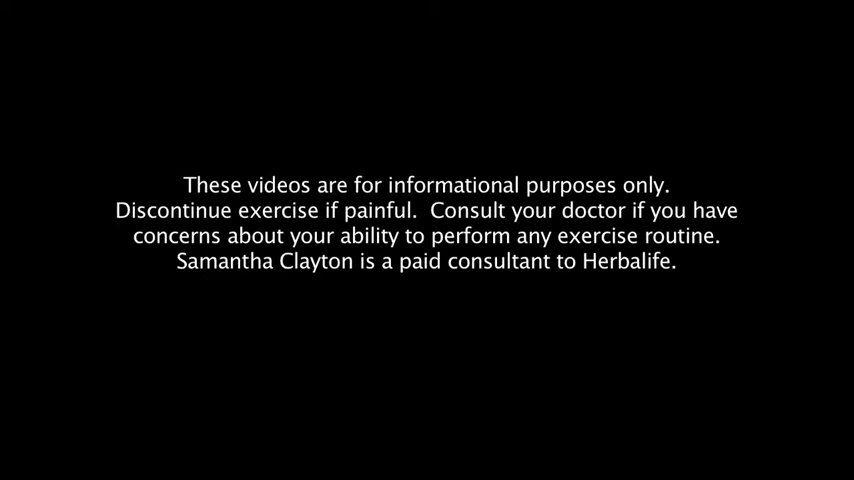 These videos are for informational purposes only.
Discontinue exercise if painful.  Consult your doctor if you have
concerns about your ability to perform any exercise routine.
Samantha Clayton is a paid consultant to Herbalife.